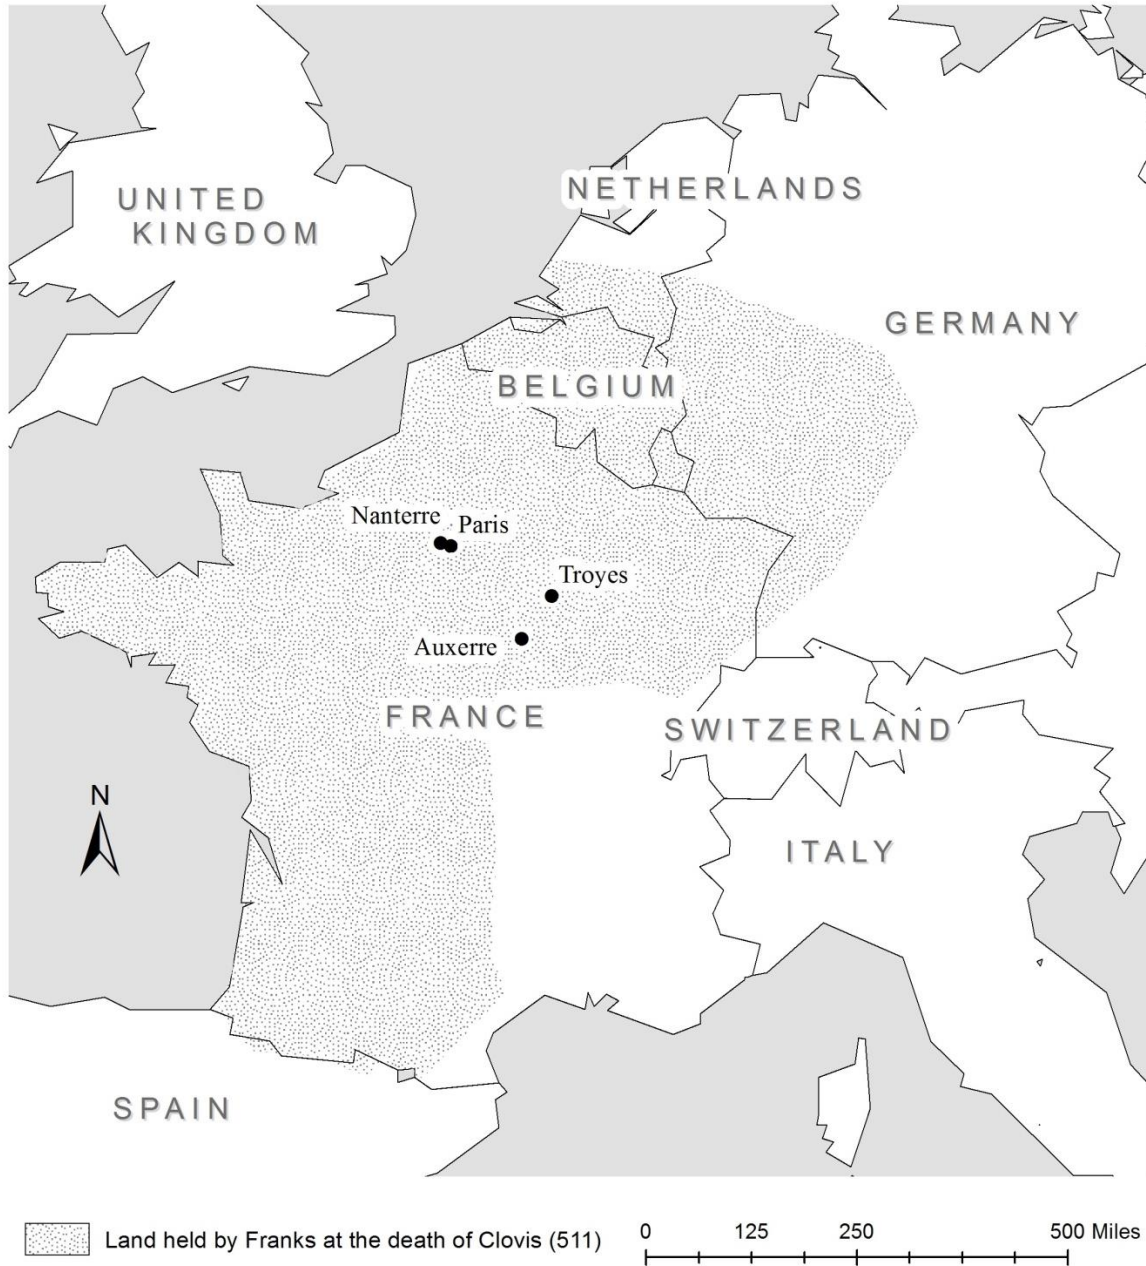 UNITED
KINGDOM
NETHERLANDS
GERMANY
BELGIUM
Nanterre
Paris
Troyes
Auxerre
FRANCE
SWITZERLAND
N
ITALY
SPAIN
Land held by Franks at the death of Clovis (511)
0 125 250 500 Miles